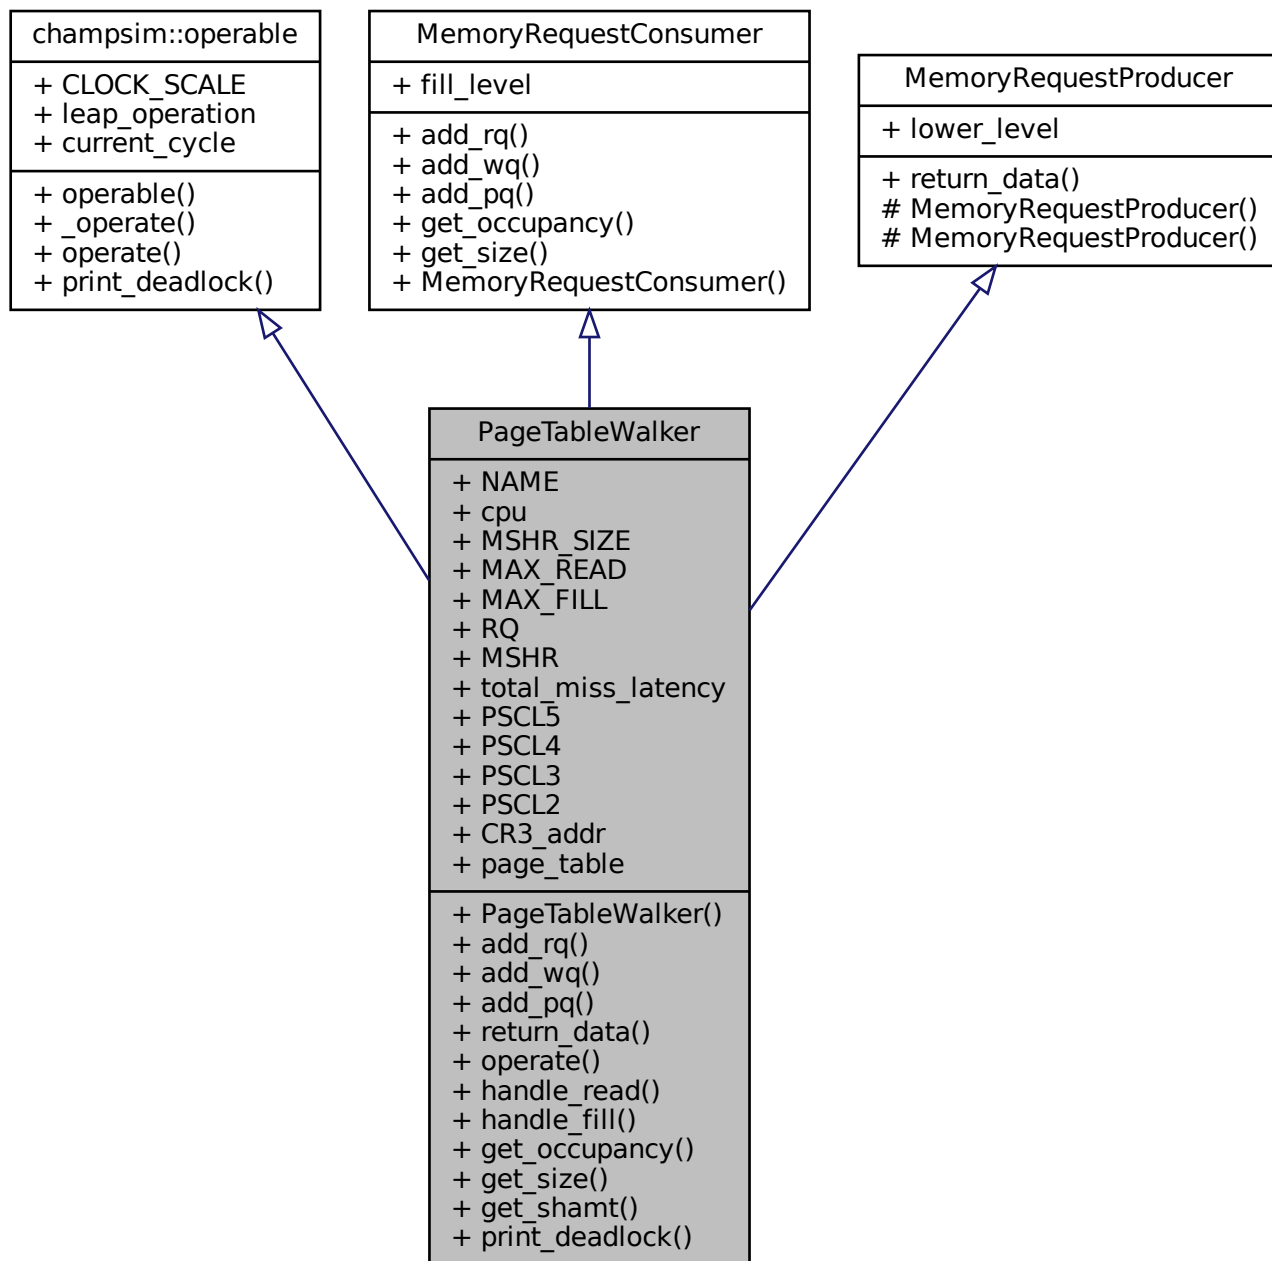 champsim::operable
+ CLOCK_SCALE
+ leap_operation
+ current_cycle
+ operable()
+ _operate()
+ operate()
+ print_deadlock()
MemoryRequestConsumer
+ fill_level
+ add_rq()
+ add_wq()
+ add_pq()
+ get_occupancy()
+ get_size()
+ MemoryRequestConsumer()
MemoryRequestProducer
+ lower_level
+ return_data()
# MemoryRequestProducer()
# MemoryRequestProducer()
PageTableWalker
+ NAME
+ cpu
+ MSHR_SIZE
+ MAX_READ
+ MAX_FILL
+ RQ
+ MSHR
+ total_miss_latency
+ PSCL5
+ PSCL4
+ PSCL3
+ PSCL2
+ CR3_addr
+ page_table
+ PageTableWalker()
+ add_rq()
+ add_wq()
+ add_pq()
+ return_data()
+ operate()
+ handle_read()
+ handle_fill()
+ get_occupancy()
+ get_size()
+ get_shamt()
+ print_deadlock()